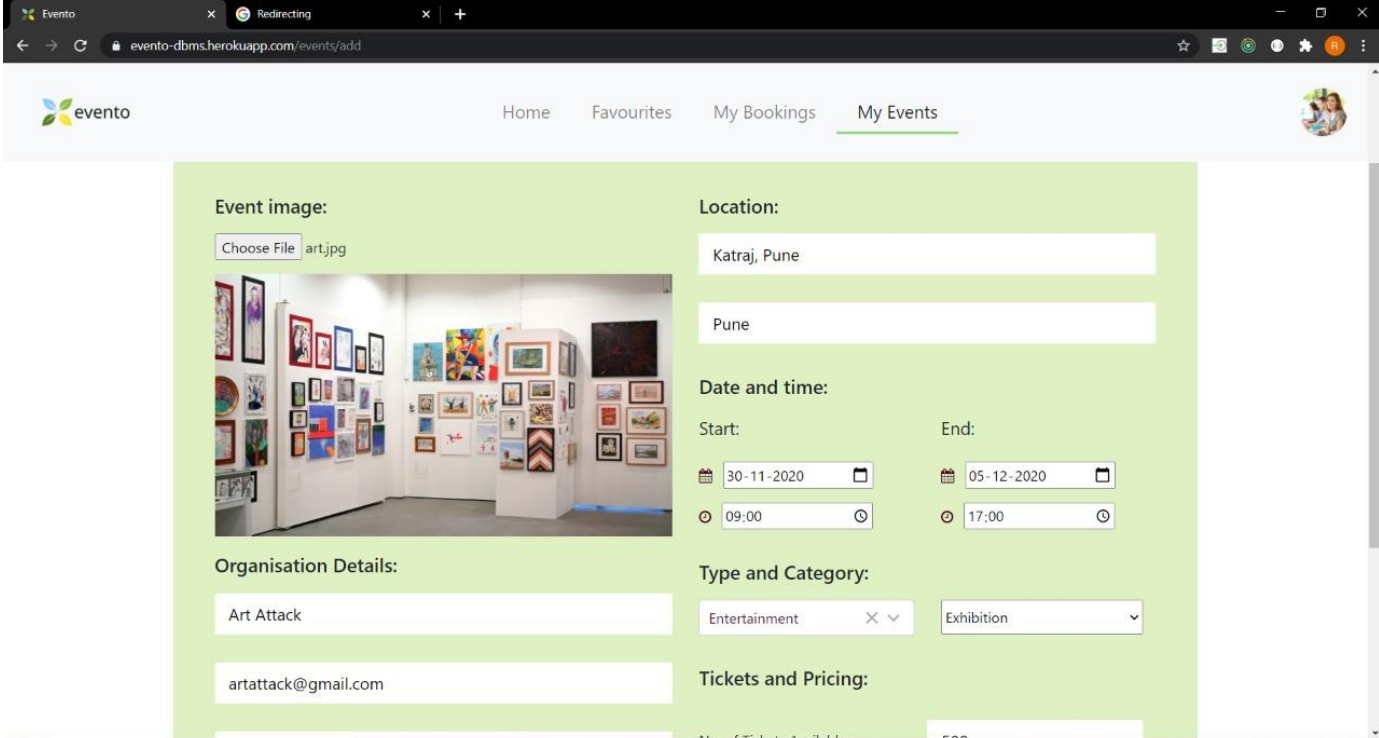 Evento
Redirecting
evento-dbms.herokuapp.com/events/add
R
evento
Home Favourites My Bookings My Events
Event image:
Choose File art.jpg
Organisation Details:
Art Attack
artattack@gmail.com
Location:
Katraj, Pune
Pune
Date and time:
Start: End:
30-11-2020 05-12-2020
09:00 17:00
Type and Category:
Entertainment Exhibition
Tickets and Pricing: